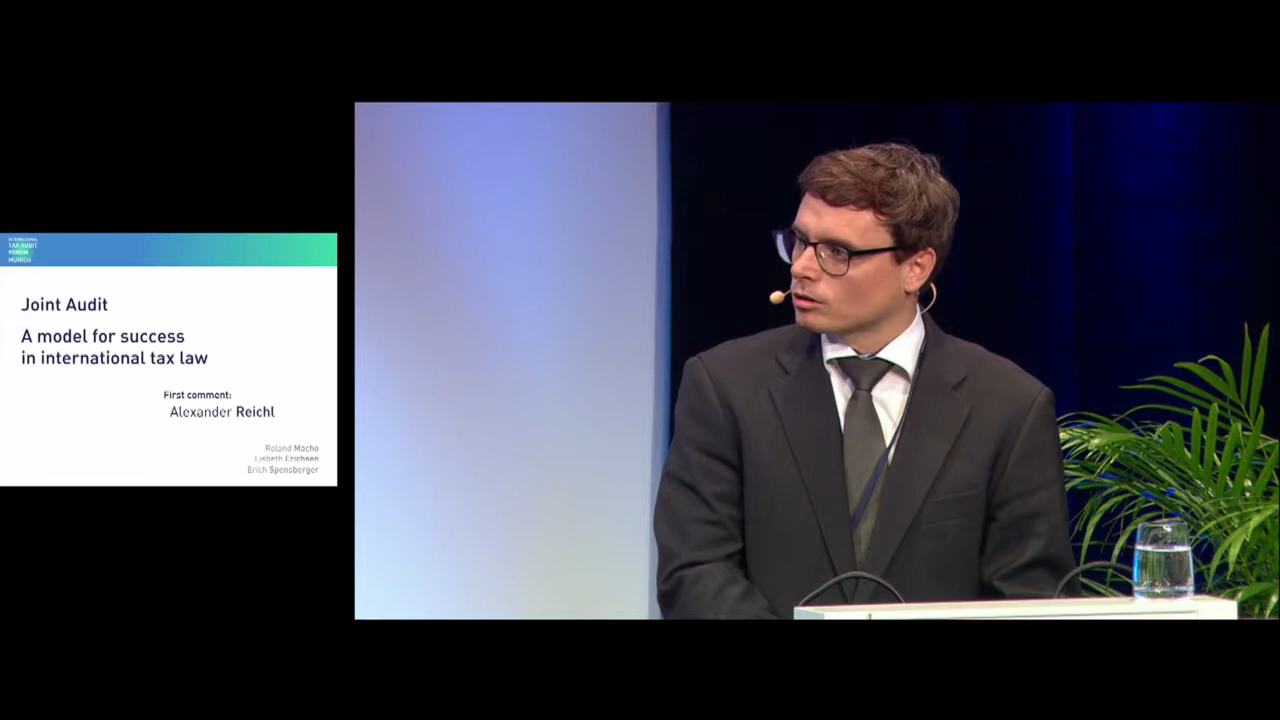 INTERNATIONAL
TAX AUDIT
FORUM
MUNICH
Joint Audit
A model for success
in international tax law
First comment:
Alexander Reichl
Roland Macho
Lisbeth Erichsen
Erich Spensberger